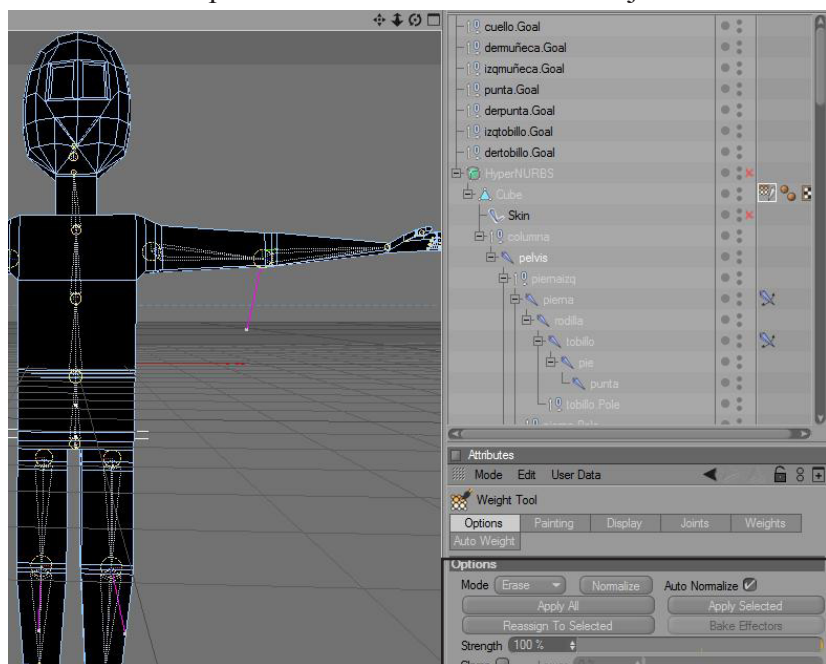 cuello.Goal
dermuñeca.Goal
izqmuñeca.Goal
punta.Goal
derpunta.Goal
izqtobillo.Goal
dertobillo.Goal
HyperNURBS
Cube
Skin
columna
pelvis
piernaizq
pierna
rodilla
tobillo
pie
punta
tobillo.Pole
Attributes
Mode Edit User Data
Weight Tool
Options Painting Display Joints Weights
Auto Weight
Options
Mode Erase Normalize Auto Normalize
Apply All Apply Selected
Reassign To Selected Bake Effectors
Strength 100 %